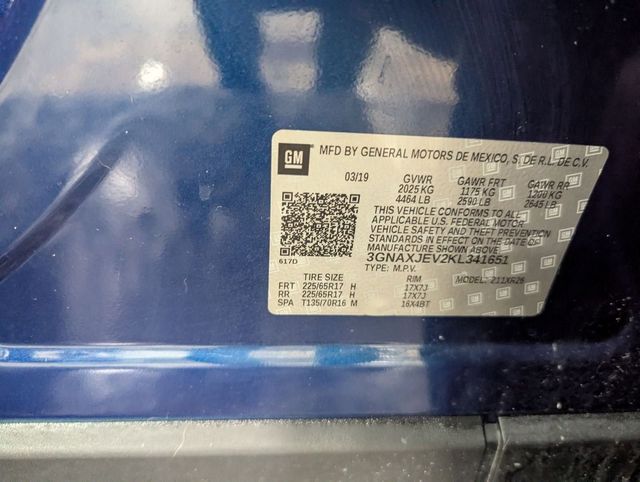 GM MFD BY GENERAL MOTORS DE MEXICO, S. DE R.L. DE C.V.
03/19 GVWR GAWR FRT GAWR RR
2025 KG 1175 KG 1200 KG
4464 LB 2590 LB 2645 LB
THIS VEHICLE CONFORMS TO ALL
APPLICABLE U.S. FEDERAL MOTOR
VEHICLE SAFETY AND THEFT PREVENTION
STANDARDS IN EFFECT ON THE DATE OF
MANUFACTURE SHOWN ABOVE.
617D 3GNAXJEV2KL341651
TYPE: M.P.V. MODEL: 211XR26
TIRE SIZE RIM
FRT 225/65R17 H 17X7J
RR 225/65R17 H 17X7J
SPA T135/70R16 M 16X4BT